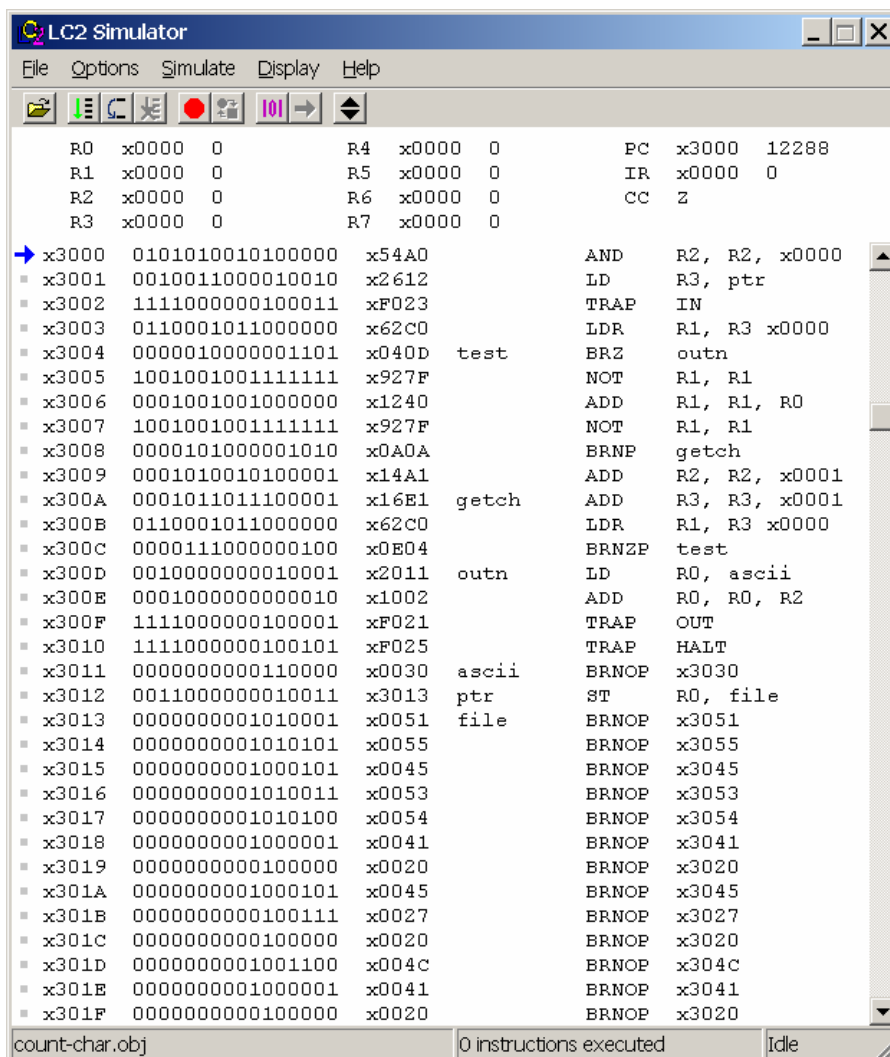 LC2 Simulator
File Options Simulate Display Help
R0 x0000 0 R4 x0000 0 PC x3000 12288
R1 x0000 0 R5 x0000 0 IR x0000 0
R2 x0000 0 R6 x0000 0 CC Z
R3 x0000 0 R7 x0000 0
x3000 0101010010100000 x54A0 AND R2, R2, x0000
x3001 0010011000010010 x2612 LD R3, ptr
x3002 1111000000100011 xF023 TRAP IN
x3003 0110001011000000 x62C0 LDR R1, R3 x0000
x3004 0000010000001101 x040D test BRZ outn
x3005 1001001001111111 x927F NOT R1, R1
x3006 0001001001000000 x1240 ADD R1, R1, R0
x3007 1001001001111111 x927F NOT R1, R1
x3008 0000101000001010 x0A0A BRNP getch
x3009 0001010010100001 x14A1 ADD R2, R2, x0001
x300A 0001011011100001 x16E1 getch ADD R3, R3, x0001
x300B 0110001011000000 x62C0 LDR R1, R3 x0000
x300C 0000111000000100 x0E04 BRNZP test
x300D 0010000000010001 x2011 outn LD R0, ascii
x300E 0001000000000010 x1002 ADD R0, R0, R2
x300F 1111000000100001 xF021 TRAP OUT
x3010 1111000000100101 xF025 TRAP HALT
x3011 0000000000110000 x0030 ascii BRNOP x3030
x3012 0011000000010011 x3013 ptr ST R0, file
x3013 0000000001010001 x0051 file BRNOP x3051
x3014 0000000001010101 x0055 BRNOP x3055
x3015 0000000001000101 x0045 BRNOP x3045
x3016 0000000001010011 x0053 BRNOP x3053
x3017 0000000001010100 x0054 BRNOP x3054
x3018 0000000001000001 x0041 BRNOP x3041
x3019 0000000000100000 x0020 BRNOP x3020
x301A 0000000001000101 x0045 BRNOP x3045
x301B 0000000000100111 x0027 BRNOP x3027
x301C 0000000000100000 x0020 BRNOP x3020
x301D 0000000001001100 x004C BRNOP x304C
x301E 0000000001000001 x0041 BRNOP x3041
x301F 0000000000100000 x0020 BRNOP x3020
count-char.obj 0 instructions executed Idle